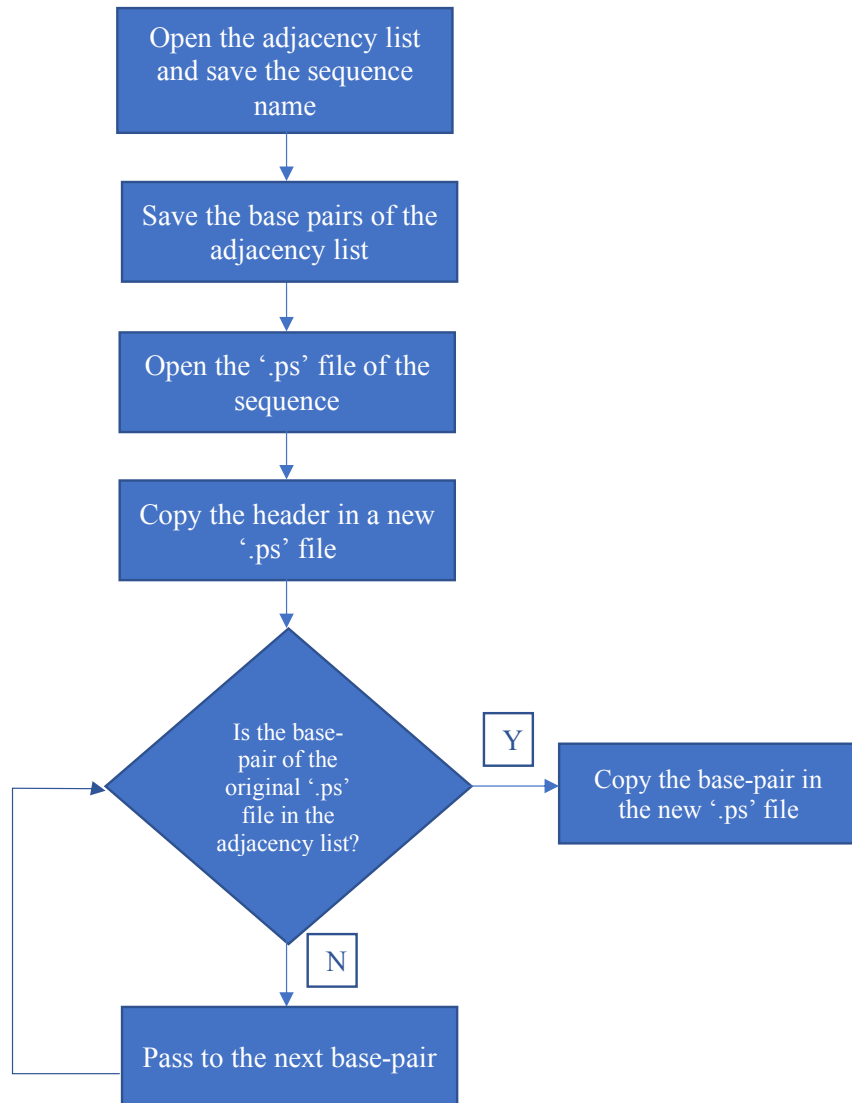 Open the adjacency list
and save the sequence
name
Save the base pairs of the
adjacency list
Open the ‘.ps’ file of the
sequence
Copy the header in a new
‘.ps’ file
Is the base-
pair of the
original ‘.ps’
file in the
adjacency list?
Y
Copy the base-pair in
the new ‘.ps’ file
N
Pass to the next base-pair